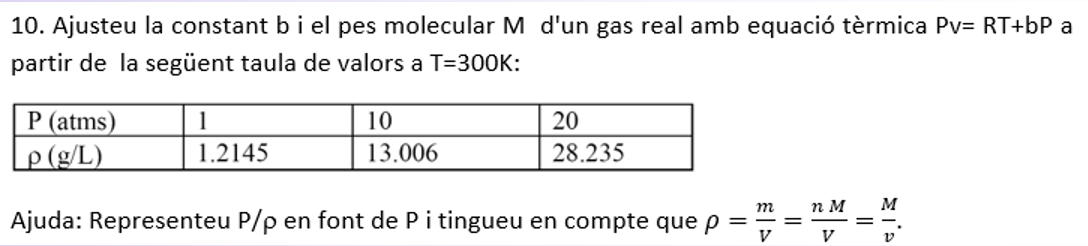 10. Ajusteu la constant b i el pes molecular M d'un gas real amb equació tèrmica Pv= RT+bP a
partir de la següent taula de valors a T=300K:
P (atms) 1 10 20
ρ (g/L) 1.2145 13.006 28.235
Ajuda: Representeu P/ρ en font de P i tingueu en compte que ρ = m/V = n M/V = M/v.